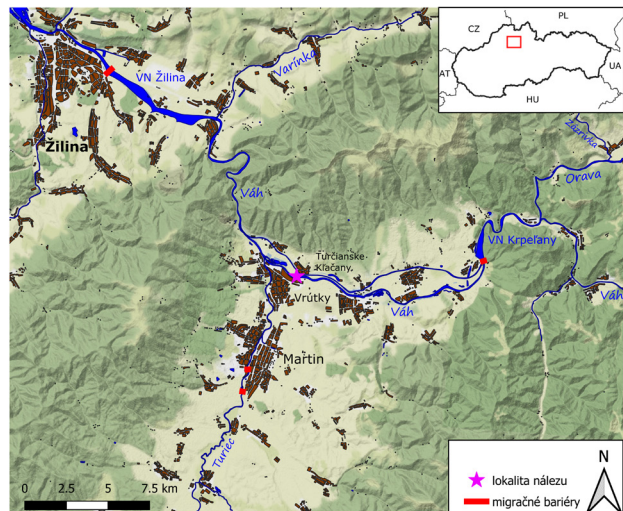 CZ
PL
AT
UA
HU
VN Žilina
Varínka
Žilina
Váh
Zázrivka
Orava
VN Krpeľany
Turčianske
Kľačany
Vrútky
Váh
Váh
Martin
Turiec
N
lokalita nálezu
migračné bariéry
0
2.5
5
7.5 km